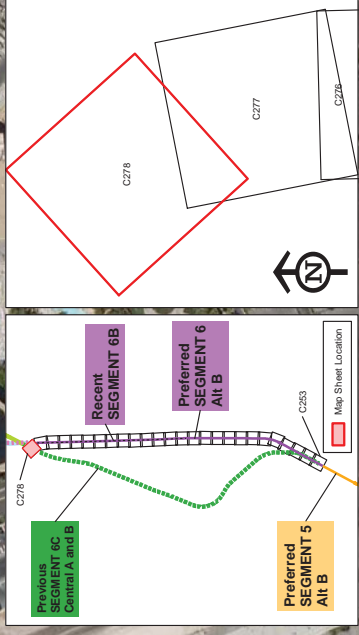 C278
C277
C276
N
C278
Recent
SEGMENT 6B
Preferred
SEGMENT 6
Alt B
Previous
SEGMENT 6C
Central A and B
C253
Preferred
SEGMENT 5
Alt B
Map Sheet Location